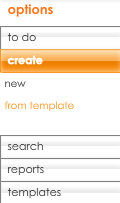 options
to do
create
new
from template
search
reports
templates